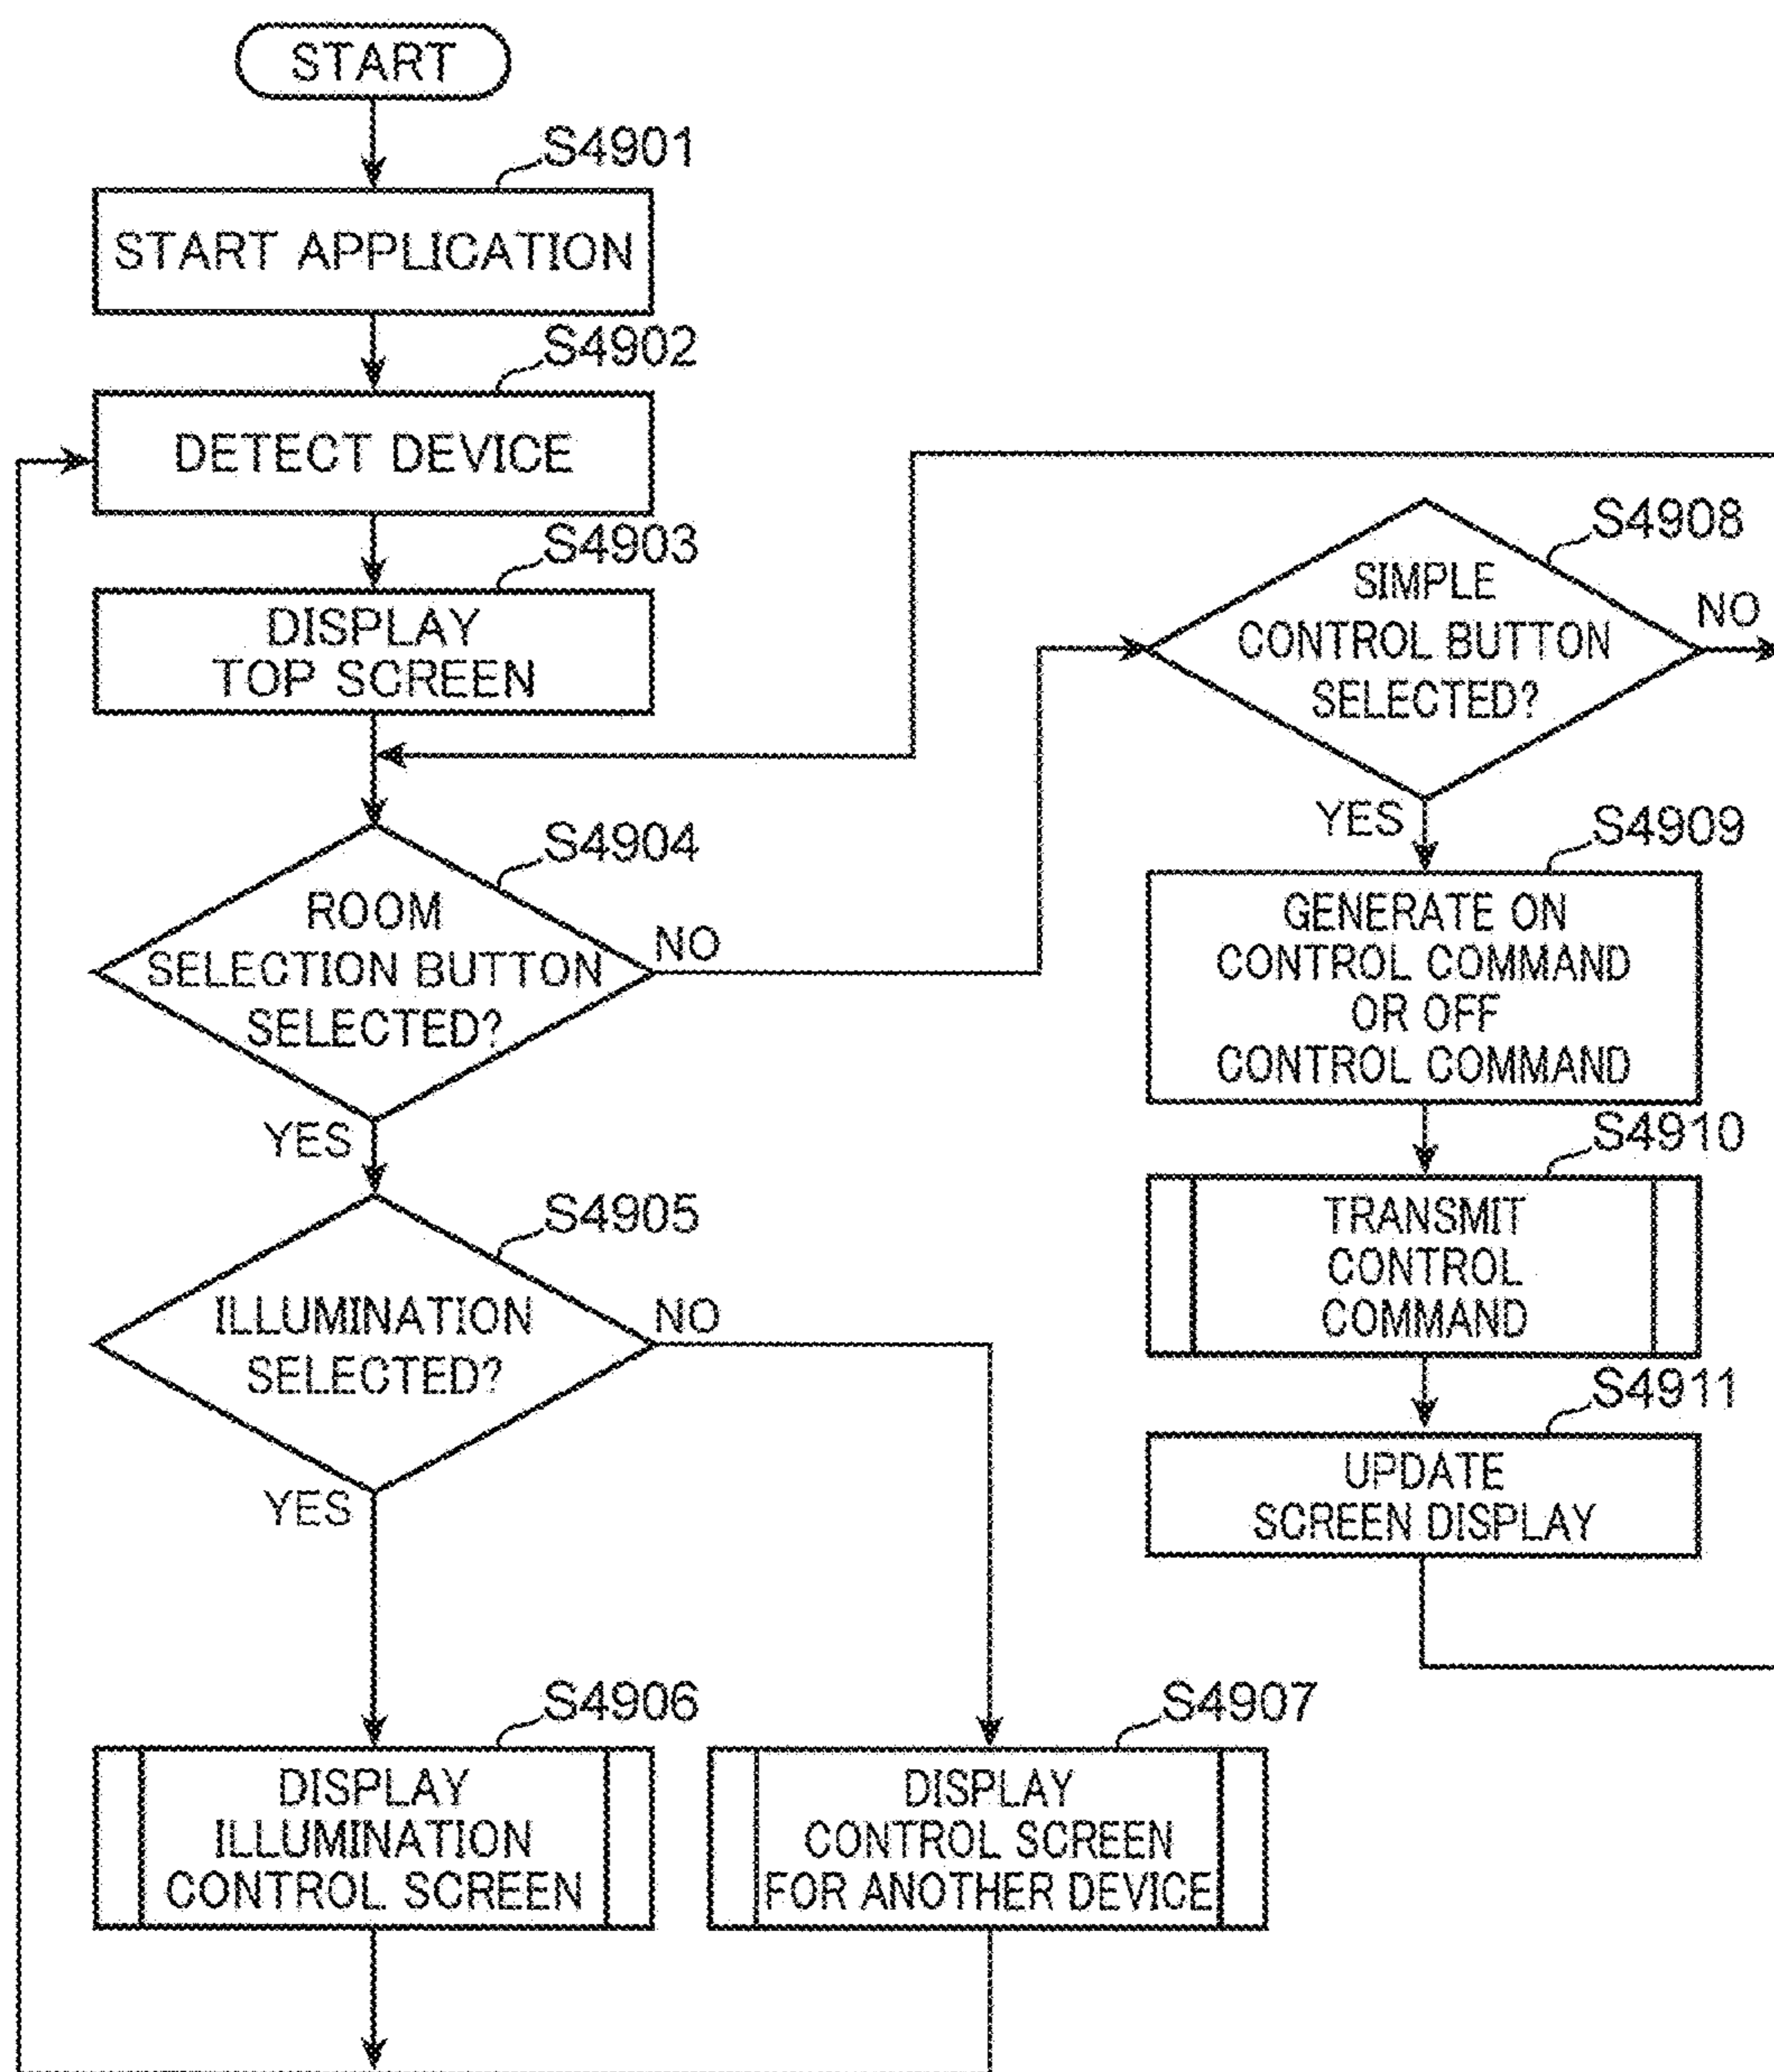 START
S4901
START APPLICATION
S4902
DETECT DEVICE
S4903
DISPLAY
TOP SCREEN
S4904
ROOM
SELECTION BUTTON
SELECTED?
NO
YES
S4905
ILLUMINATION
SELECTED?
NO
YES
S4906
DISPLAY
ILLUMINATION
CONTROL SCREEN
S4907
DISPLAY
CONTROL SCREEN
FOR ANOTHER DEVICE
S4908
SIMPLE
CONTROL BUTTON
SELECTED?
NO
YES
S4909
GENERATE ON
CONTROL COMMAND
OR OFF
CONTROL COMMAND
S4910
TRANSMIT
CONTROL
COMMAND
S4911
UPDATE
SCREEN DISPLAY